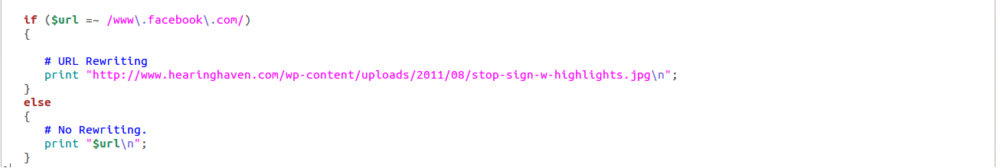 if ($url =~ /www\.facebook\.com/)
{
# URL Rewriting
print "http://www.hearinghaven.com/wp-content/uploads/2011/08/stop-sign-w-highlights.jpg\n";
}
else
{
# No Rewriting.
print "$url\n";
}